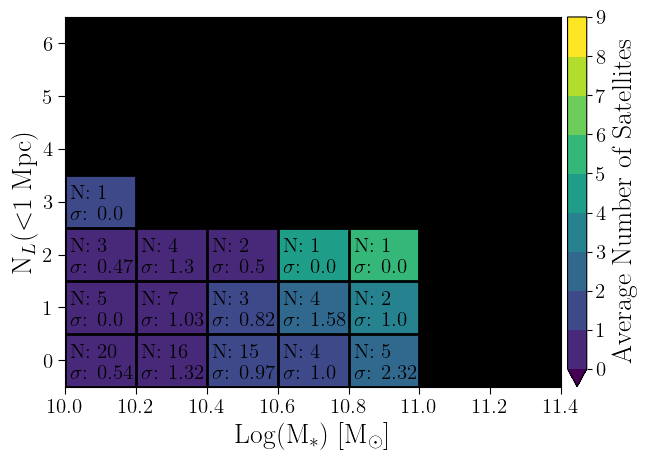 6
5
4
3
2
1
0
N_L(<1 Mpc)
N: 1
σ: 0.0
N: 3
σ: 0.47
N: 4
σ: 1.3
N: 2
σ: 0.5
N: 1
σ: 0.0
N: 1
σ: 0.0
N: 5
σ: 0.0
N: 7
σ: 1.03
N: 3
σ: 0.82
N: 4
σ: 1.58
N: 2
σ: 1.0
N: 20
σ: 0.54
N: 16
σ: 1.32
N: 15
σ: 0.97
N: 4
σ: 1.0
N: 5
σ: 2.32
10.0 10.2 10.4 10.6 10.8 11.0 11.2 11.4
Log(M_*) [M_⊙]
9
8
7
6
5
4
3
2
1
0
Average Number of Satellites